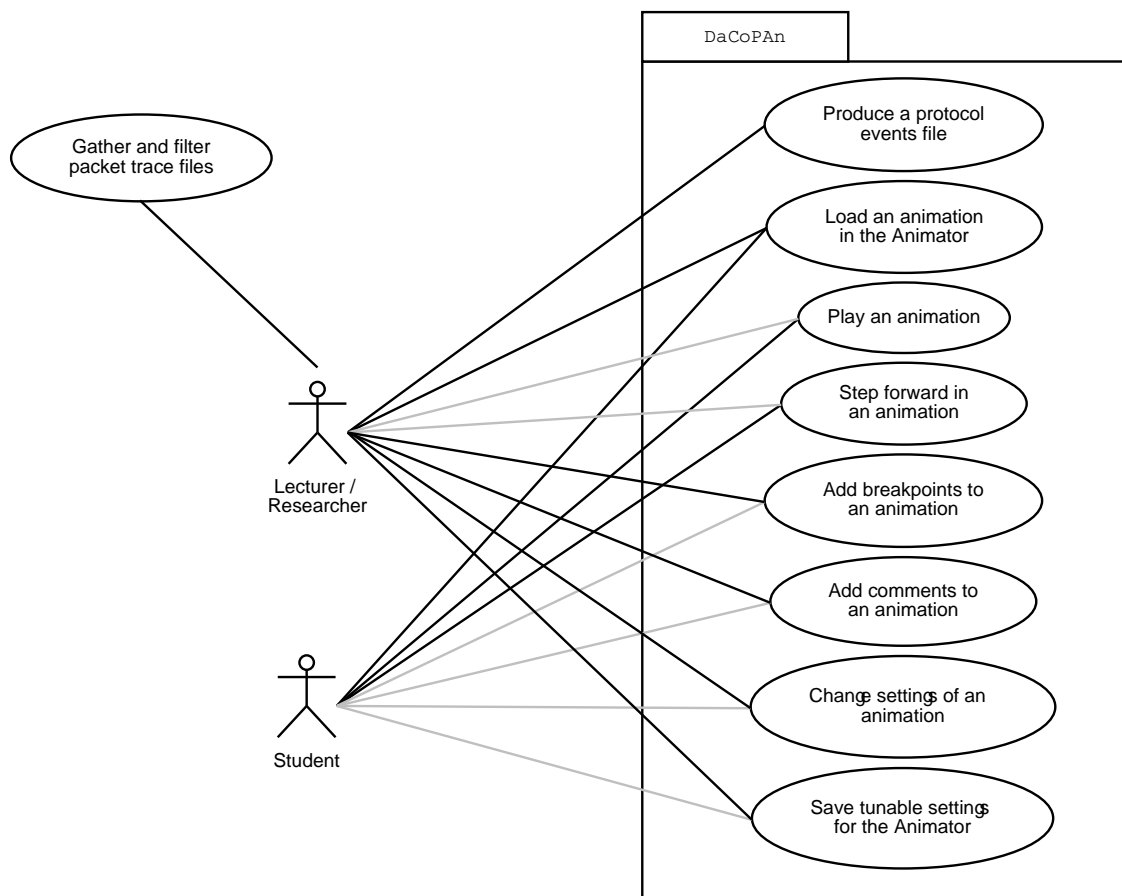 DaCoPAn
Produce a protocol
events file
Gather and filter
packet trace files
Load an animation
in the Animator
Play an animation
Step forward in
an animation
Lecturer /
Researcher
Add breakpoints to
an animation
Add comments to
an animation
Change settings of an
animation
Student
Save tunable settings
for the Animator